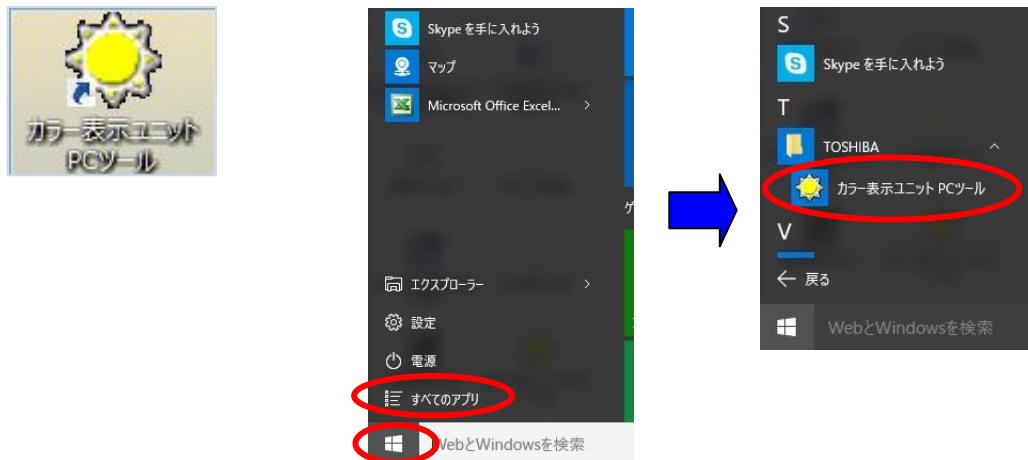 カラー表示ユニット
PCツール
Skype を手に入れよう
マップ
Microsoft Office Excel...
エクスプローラー
設定
電源
すべてのアプリ
WebとWindowsを検索
S
Skype を手に入れよう
T
TOSHIBA
カラー表示ユニット PCツール
V
戻る
WebとWindowsを検索